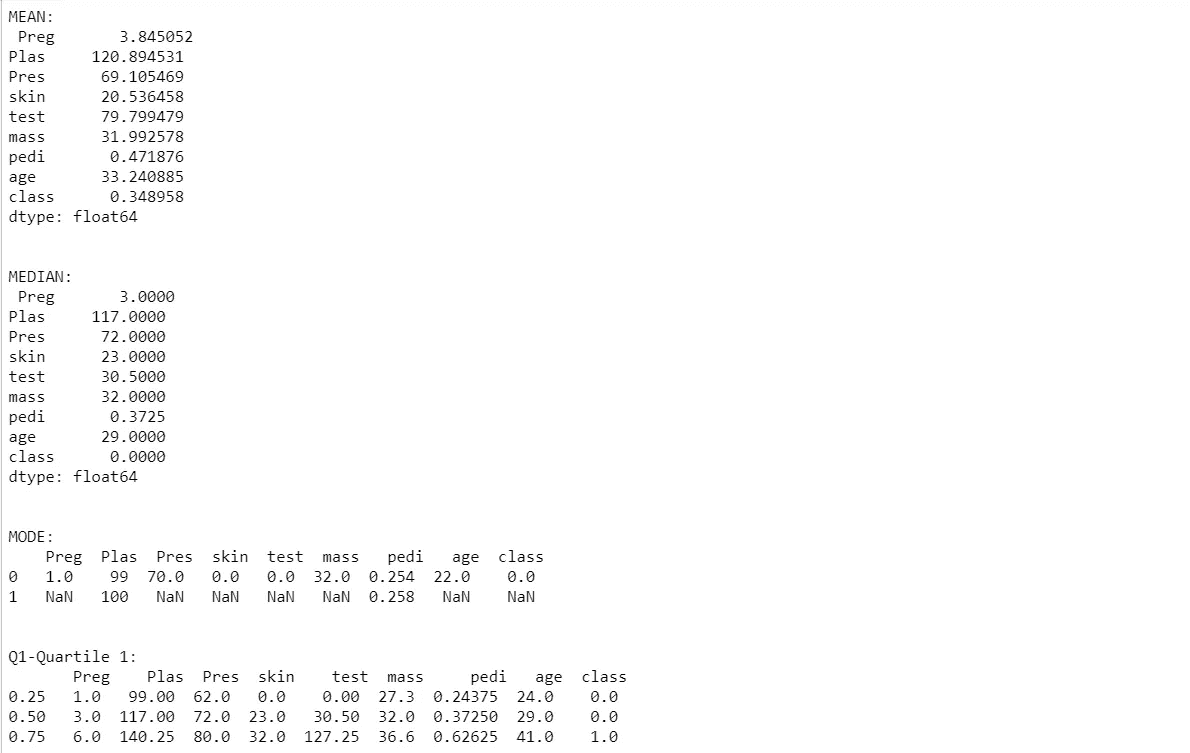 MEAN:
 Preg       3.845052
Plas     120.894531
Pres      69.105469
skin      20.536458
test      79.799479
mass      31.992578
pedi       0.471876
age       33.240885
class      0.348958
dtype: float64
MEDIAN:
 Preg       3.0000
Plas     117.0000
Pres      72.0000
skin      23.0000
test      30.5000
mass      32.0000
pedi       0.3725
age       29.0000
class      0.0000
dtype: float64
MODE:
    Preg  Plas  Pres  skin  test  mass   pedi   age  class
0   1.0    99  70.0   0.0   0.0  32.0  0.254  22.0    0.0
1   NaN   100   NaN   NaN   NaN   NaN  0.258   NaN    NaN
Q1-Quartile 1:
       Preg    Plas  Pres  skin    test  mass     pedi   age  class
0.25   1.0   99.00  62.0   0.0    0.00  27.3  0.24375  24.0    0.0
0.50   3.0  117.00  72.0  23.0   30.50  32.0  0.37250  29.0    0.0
0.75   6.0  140.25  80.0  32.0  127.25  36.6  0.62625  41.0    1.0